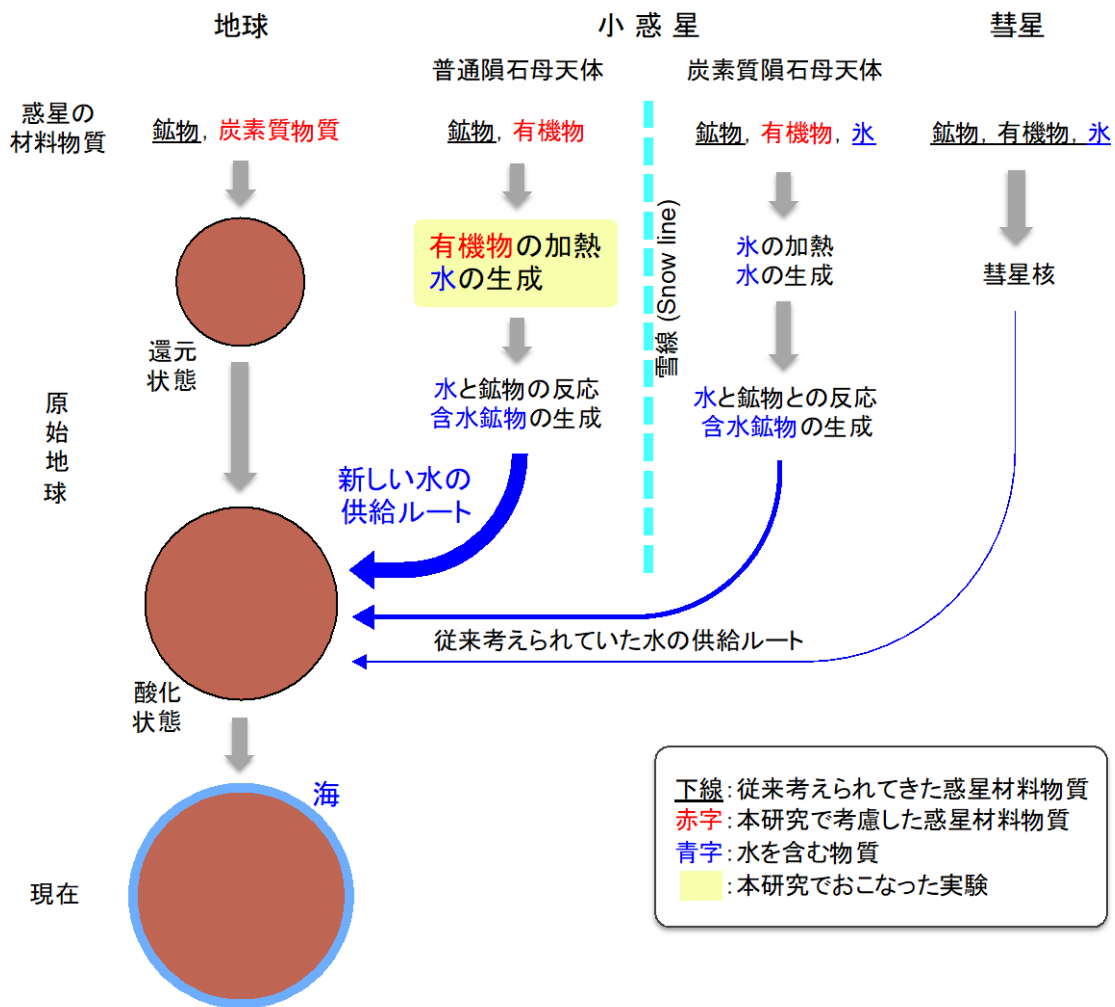 地球
小 惑 星
彗星
普通隕石母天体
炭素質隕石母天体
惑星の
材料物質
鉱物, 炭素質物質
鉱物, 有機物
鉱物, 有機物, 氷
鉱物, 有機物, 氷
有機物の加熱
水の生成
氷の加熱
水の生成
彗星核
雪線 (Snow line)
還元
状態
原
始
地
球
水と鉱物の反応
含水鉱物の生成
水と鉱物との反応
含水鉱物の生成
新しい水の
供給ルート
従来考えられていた水の供給ルート
酸化
状態
海
現在
下線：従来考えられてきた惑星材料物質
赤字：本研究で考慮した惑星材料物質
青字：水を含む物質
：本研究でおこなった実験